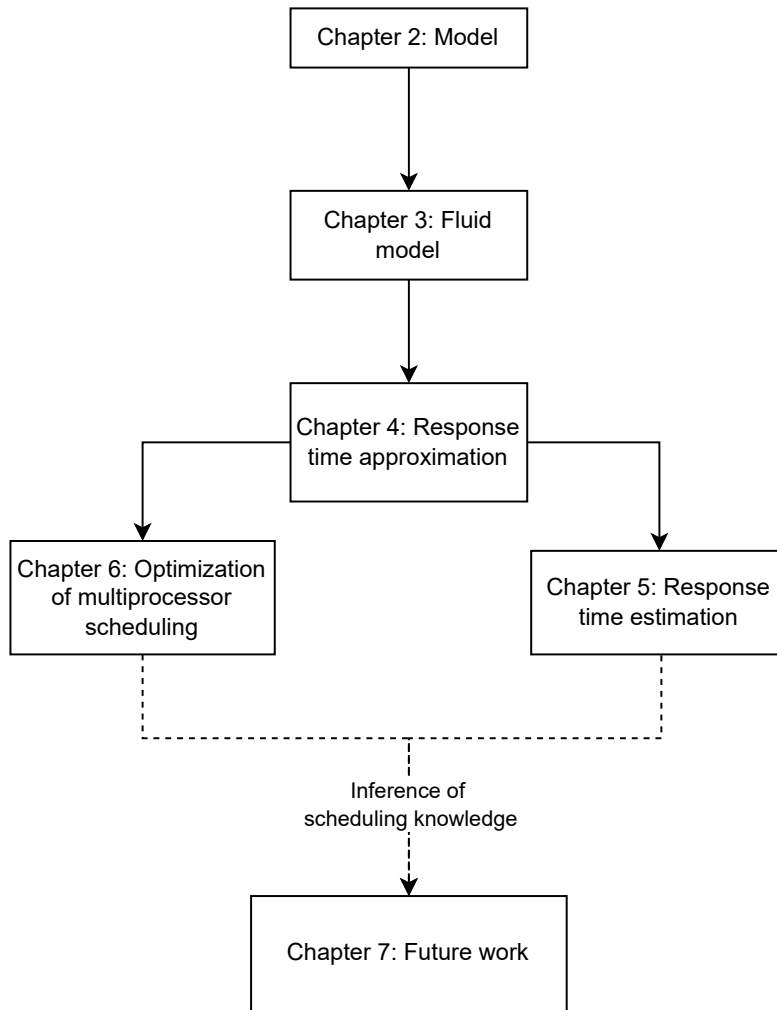 Chapter 2: Model
Chapter 3: Fluid
model
Chapter 4: Response
time approximation
Chapter 6: Optimization
of multiprocessor
scheduling
Chapter 5: Response
time estimation
Inference of
scheduling knowledge
Chapter 7: Future work